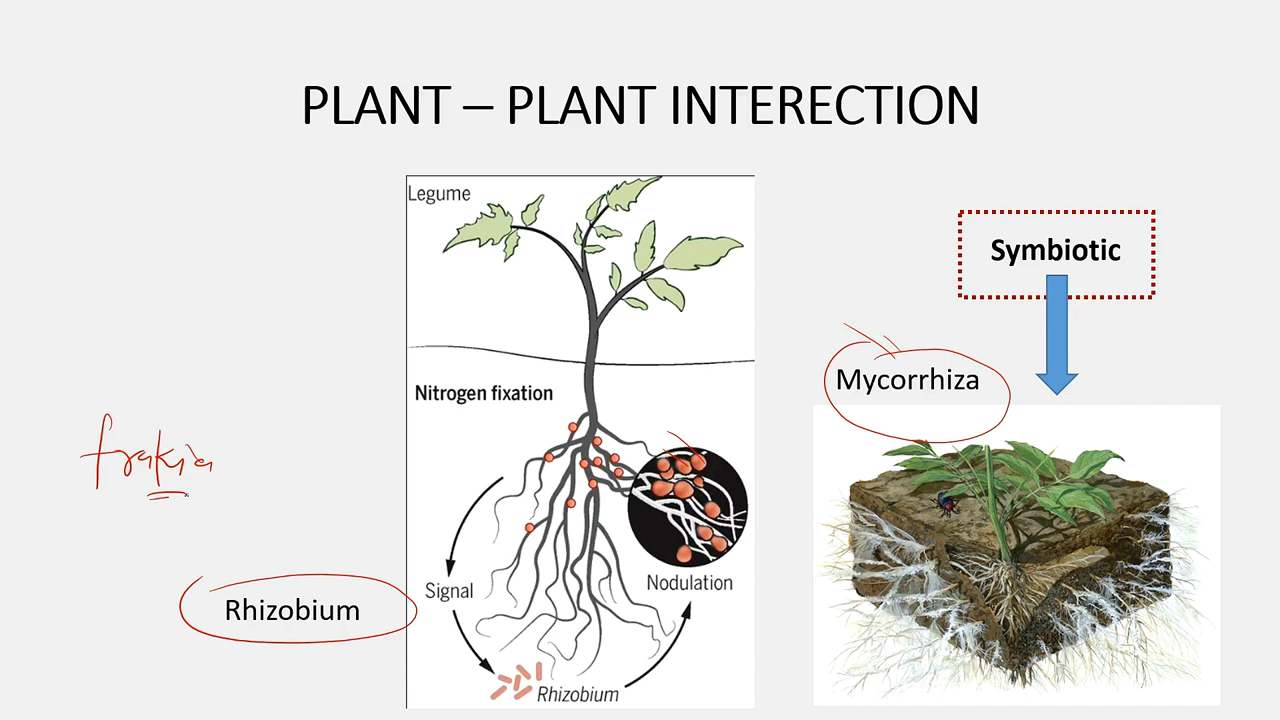 PLANT – PLANT INTERECTION
Legume
Symbiotic
Mycorrhiza
Nitrogen fixation
Signal
Nodulation
Rhizobium
Rhizobium